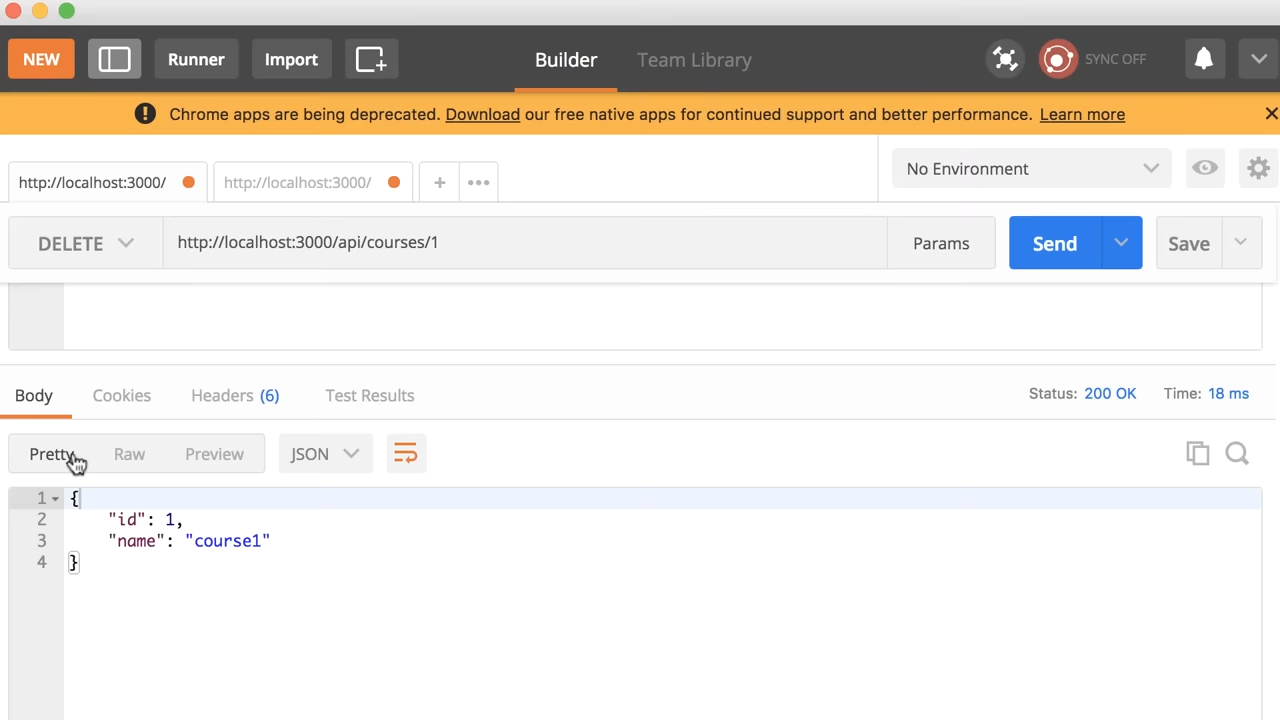 NEW Runner Import Builder Team Library SYNC OFF
! Chrome apps are being deprecated. Download our free native apps for continued support and better performance. Learn more
http://localhost:3000/ http://localhost:3000/ No Environment
DELETE http://localhost:3000/api/courses/1 Params Send Save
Body Cookies Headers (6) Test Results Status: 200 OK Time: 18 ms
Pretty Raw Preview JSON
1 {
2 "id": 1,
3 "name": "course1"
4 }